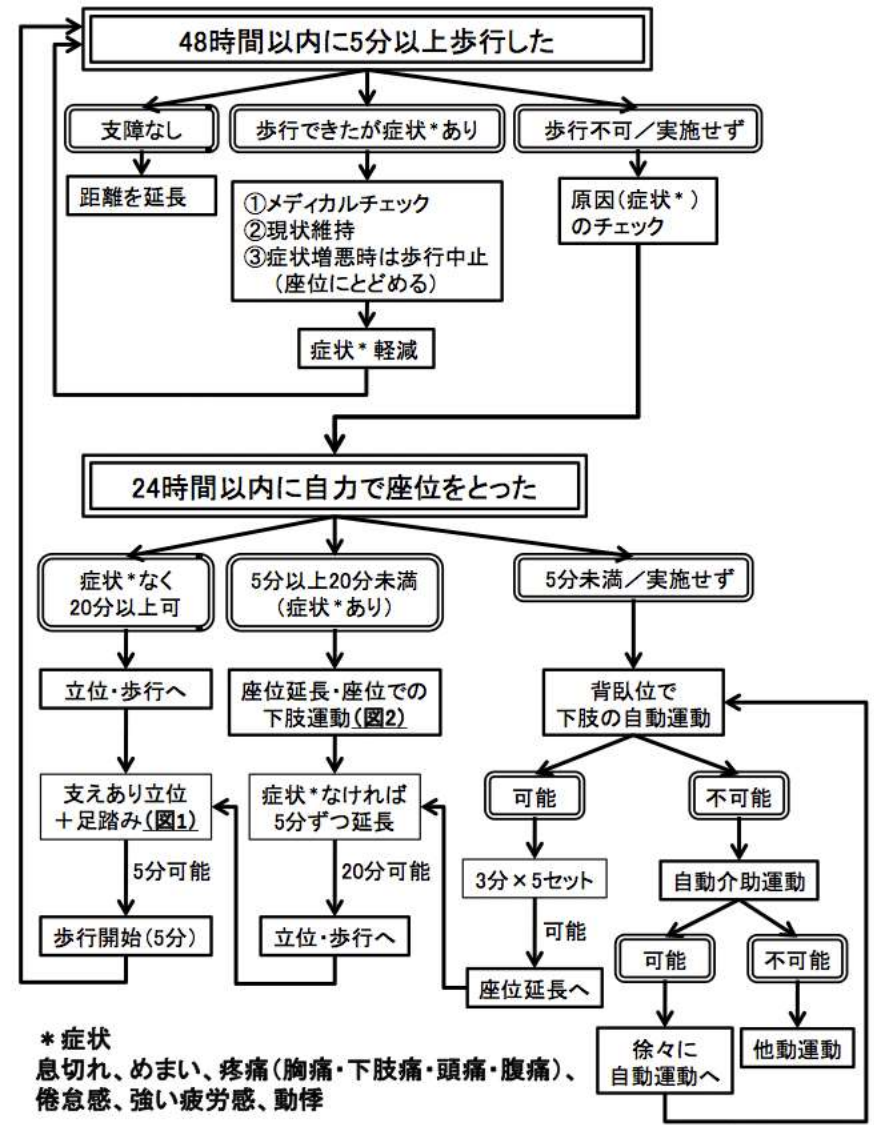 48時間以内に5分以上歩行した
支障なし
歩行できたが症状*あり
歩行不可／実施せず
距離を延長
①メディカルチェック
②現状維持
③症状増悪時は歩行中止
（座位にとどめる）
原因（症状*）
のチェック
症状*軽減
24時間以内に自力で座位をとった
症状*なく
20分以上可
5分以上20分未満
（症状*あり）
5分未満／実施せず
立位・歩行へ
座位延長・座位での
下肢運動（図2）
背臥位で
下肢の自動運動
支えあり立位
＋足踏み（図1）
症状*なければ
5分ずつ延長
可能
不可能
5分可能
20分可能
3分×5セット
自動介助運動
歩行開始（5分）
立位・歩行へ
可能
座位延長へ
可能
不可能
徐々に
自動運動へ
他動運動
*症状
息切れ、めまい、疼痛（胸痛・下肢痛・頭痛・腹痛）、
倦怠感、強い疲労感、動悸